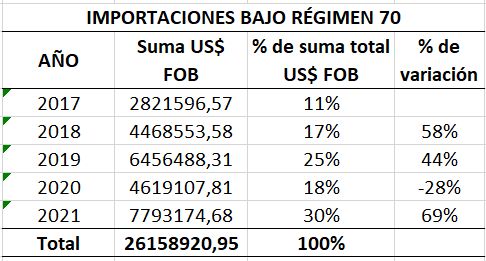 IMPORTACIONES BAJO RÉGIMEN 70
AÑO Suma US$ FOB % de suma total US$ FOB % de variación
2017 2821596,57 11%
2018 4468553,58 17% 58%
2019 6456488,31 25% 44%
2020 4619107,81 18% -28%
2021 7793174,68 30% 69%
Total 26158920,95 100%